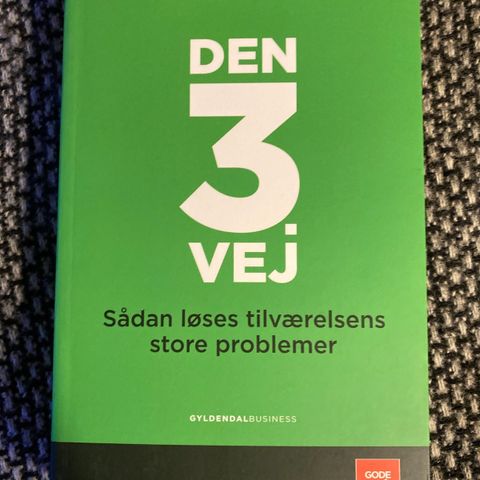 DEN
3.
VEJ
Sådan løses tilværelsens
store problemer
GYLDENDALBUSINESS
GODE